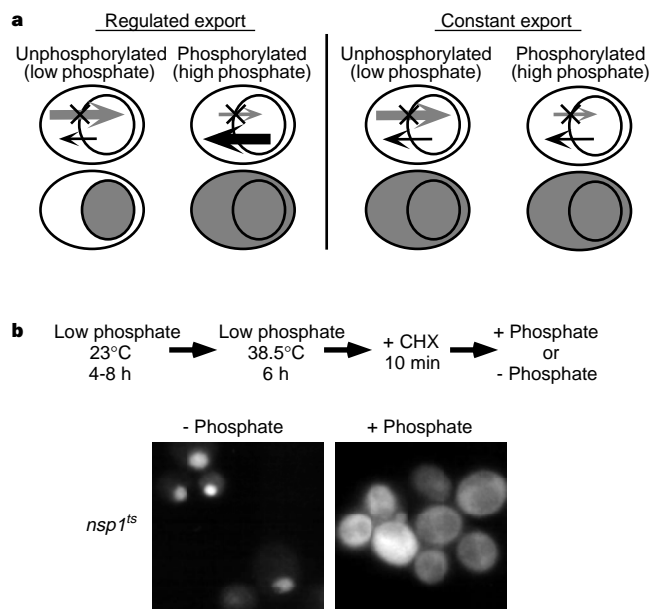 a
Regulated export
Constant export
Unphosphorylated
(low phosphate)
Phosphorylated
(high phosphate)
Unphosphorylated
(low phosphate)
Phosphorylated
(high phosphate)
b
Low phosphate
23°C
4-8 h
Low phosphate
38.5°C
6 h
+ CHX
10 min
+ Phosphate
or
- Phosphate
- Phosphate
+ Phosphate
nsp1ts